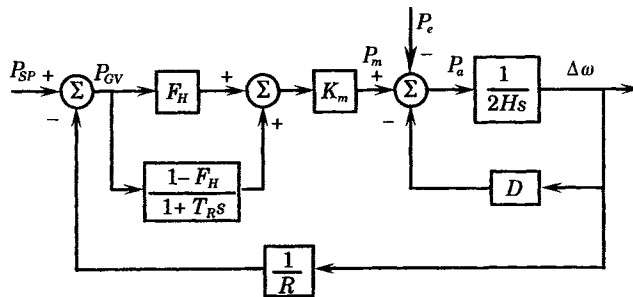 P_e
P_SP + Σ P_GV F_H + Σ K_m P_m + Σ − P_a 1/2Hs Δω
− + −
1−F_H/1+T_R s
D
1/R